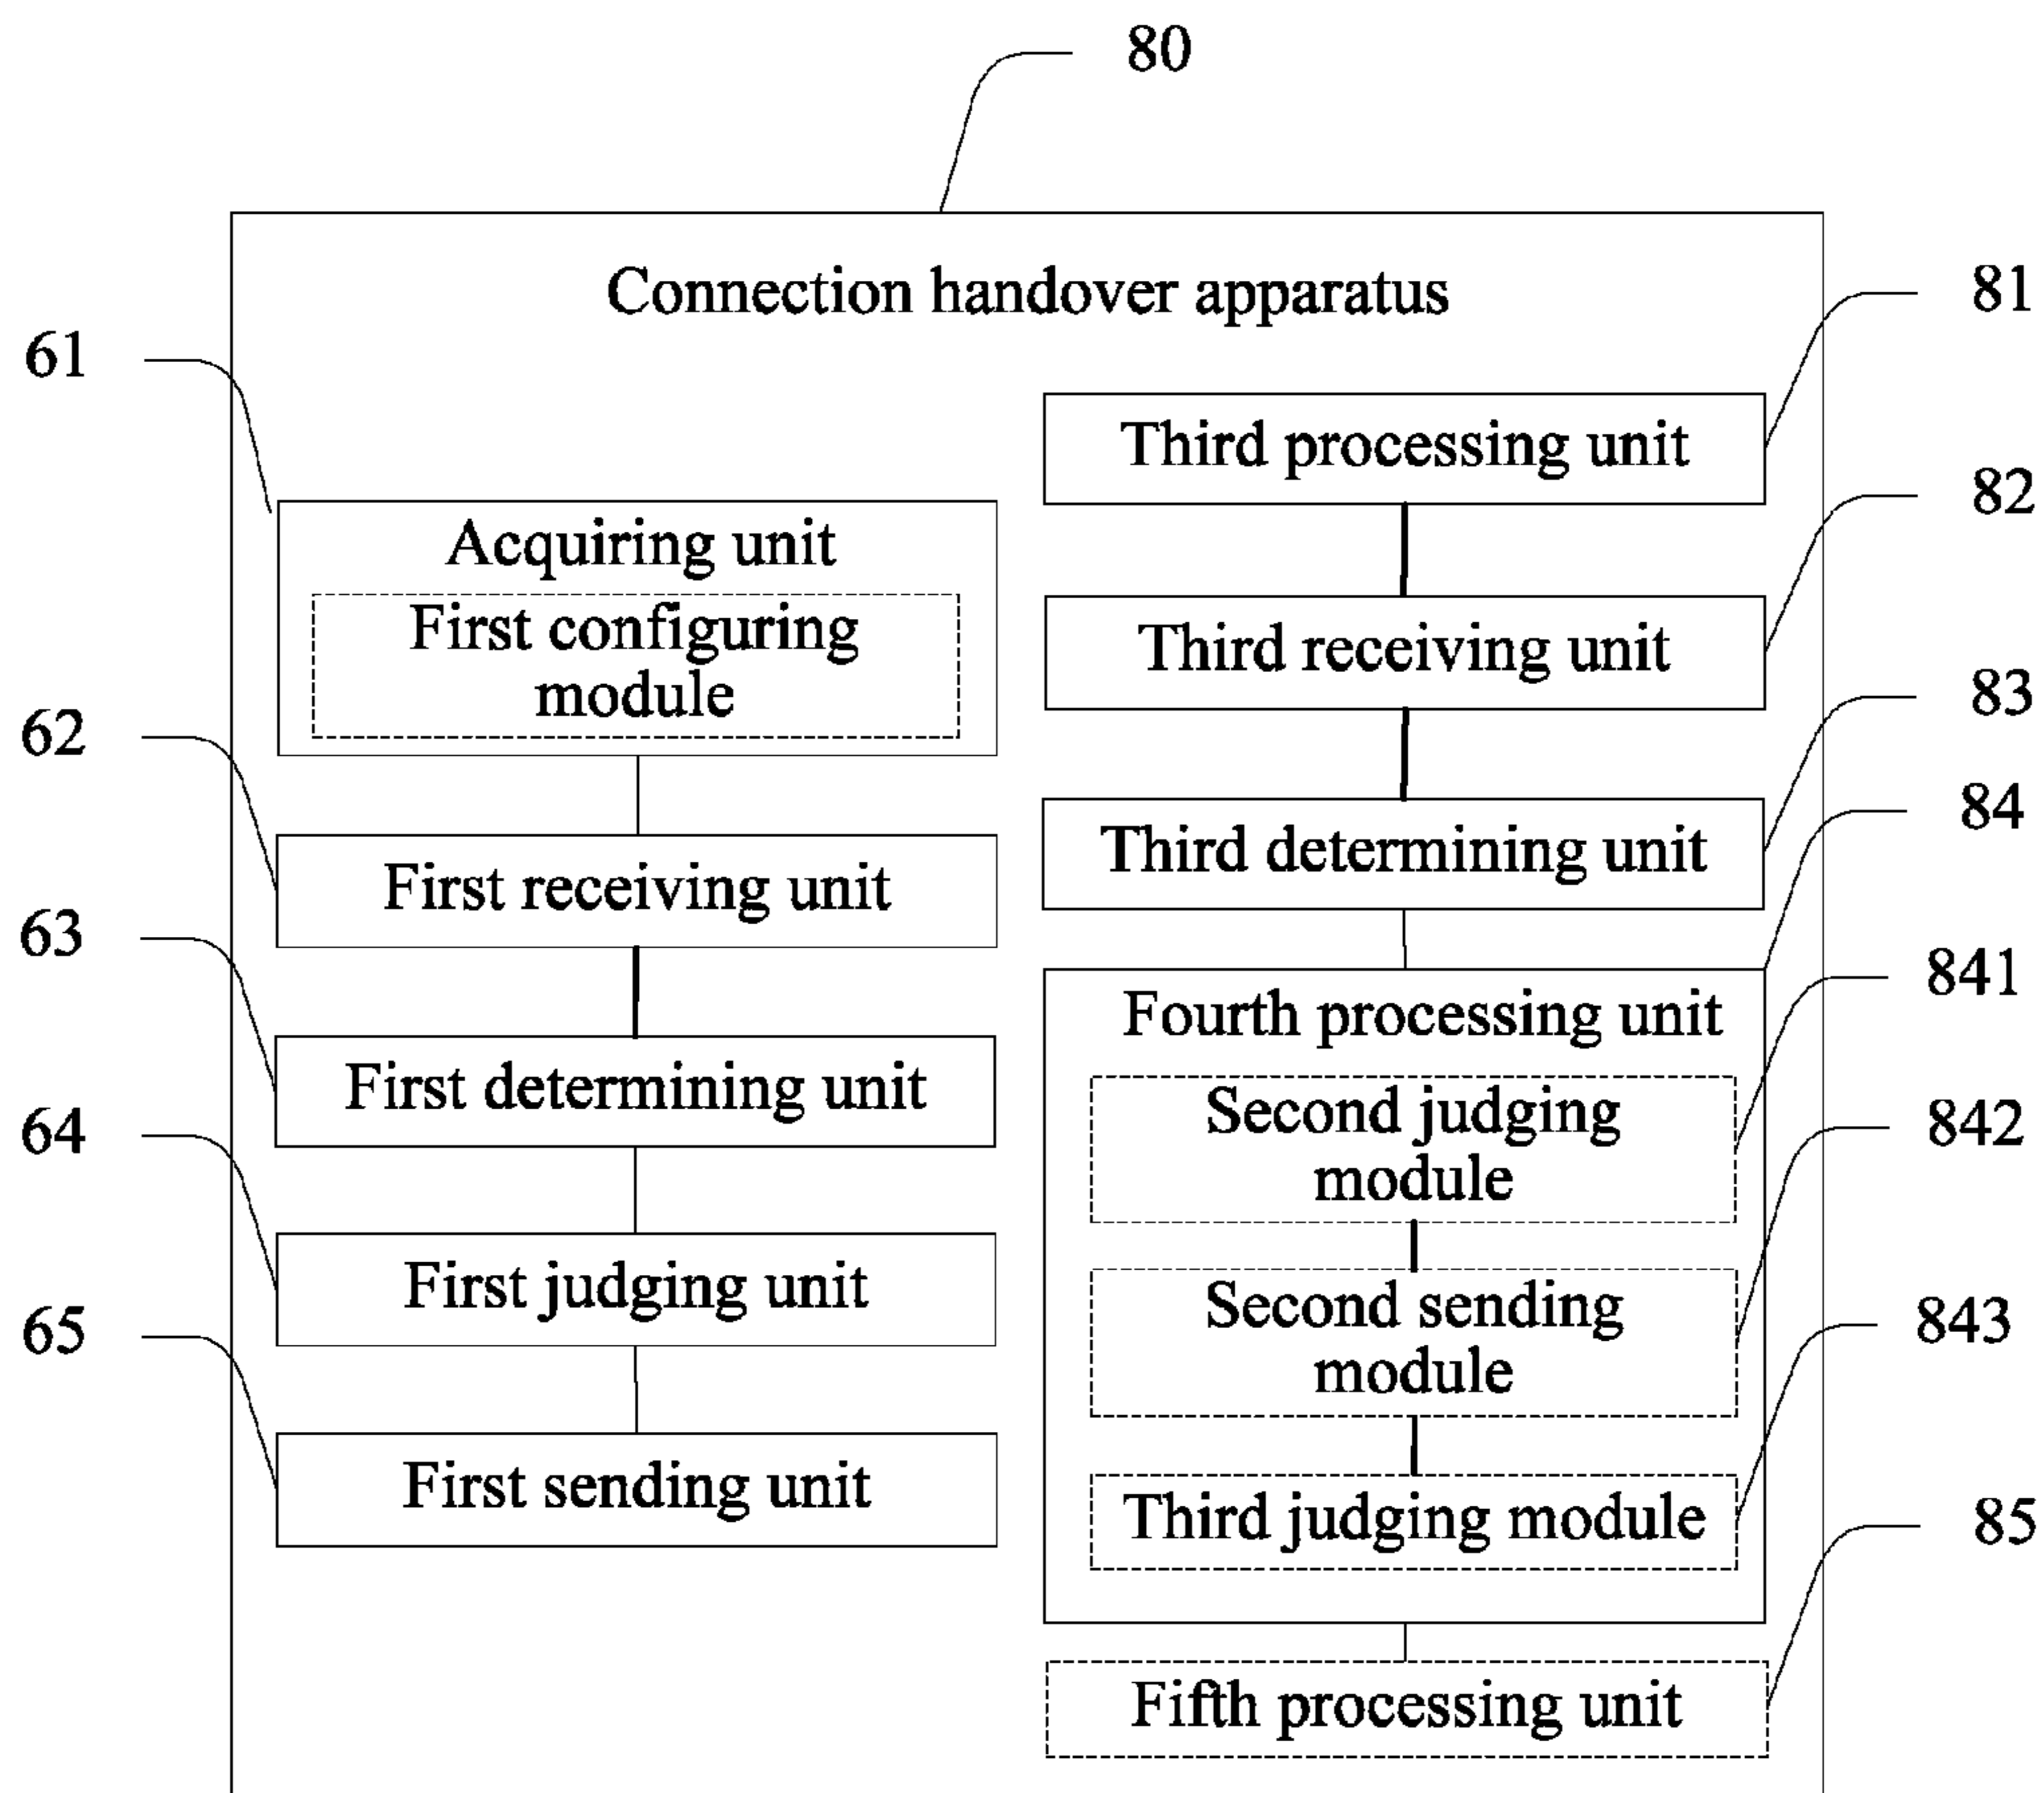 80
Connection handover apparatus
61
Acquiring unit
First configuring
module
62
First receiving unit
63
First determining unit
64
First judging unit
65
First sending unit
81
Third processing unit
82
Third receiving unit
83
Third determining unit
84
Fourth processing unit
841
Second judging
module
842
Second sending
module
843
Third judging module
85
Fifth processing unit